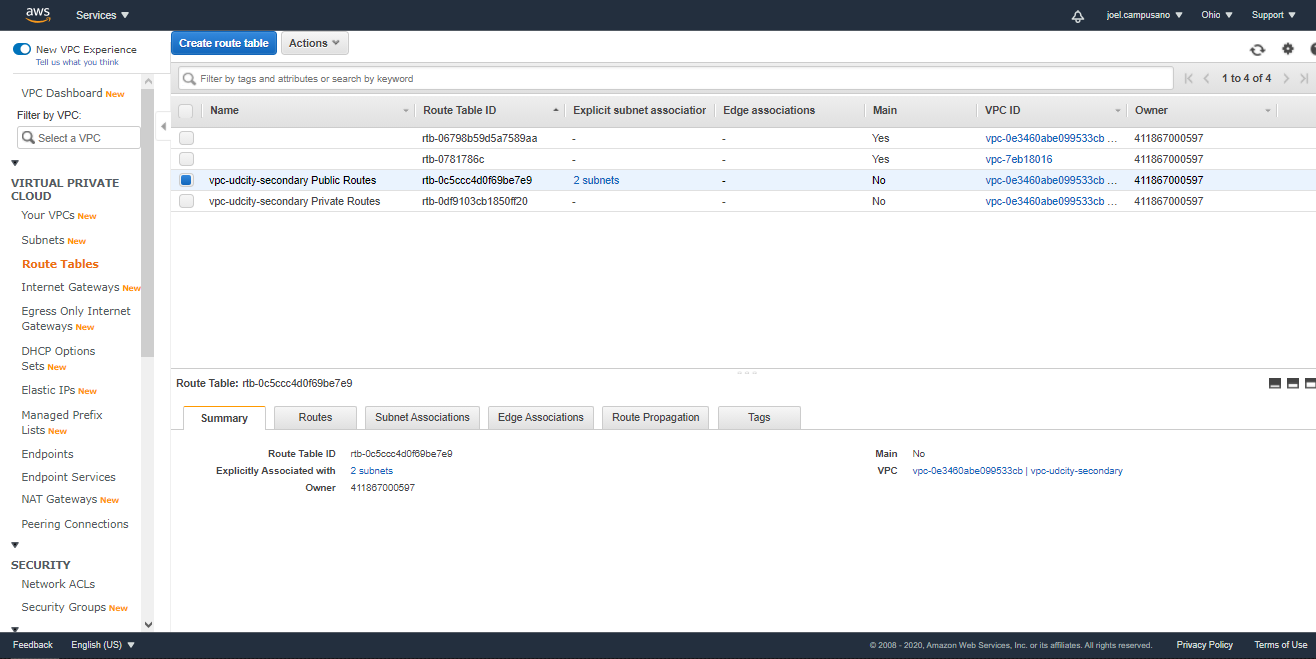 aws Services joel.campusano Ohio Support
New VPC Experience
Tell us what you think
Create route table Actions
VPC Dashboard New
Filter by VPC:
Select a VPC
VIRTUAL PRIVATE
CLOUD
Your VPCs New
Subnets New
Route Tables
Internet Gateways New
Egress Only Internet
Gateways New
DHCP Options
Sets New
Elastic IPs New
Managed Prefix
Lists New
Endpoints
Endpoint Services
NAT Gateways New
Peering Connections
SECURITY
Network ACLs
Security Groups New
Filter by tags and attributes or search by keyword 1 to 4 of 4
Name Route Table ID Explicit subnet association Edge associations Main VPC ID Owner
rtb-06798b59d5a7589aa - - Yes vpc-0e3460abe099533cb ... 411867000597
rtb-0781786c - - Yes vpc-7eb18016 411867000597
vpc-udcity-secondary Public Routes rtb-0c5ccc4d0f69be7e9 2 subnets - No vpc-0e3460abe099533cb ... 411867000597
vpc-udcity-secondary Private Routes rtb-0df9103cb1850ff20 - - No vpc-0e3460abe099533cb ... 411867000597
Route Table: rtb-0c5ccc4d0f69be7e9
Summary Routes Subnet Associations Edge Associations Route Propagation Tags
Route Table ID rtb-0c5ccc4d0f69be7e9 Main No
Explicitly Associated with 2 subnets VPC vpc-0e3460abe099533cb | vpc-udcity-secondary
Owner 411867000597
Feedback English (US) © 2008 - 2020, Amazon Web Services, Inc. or its affiliates. All rights reserved. Privacy Policy Terms of Use